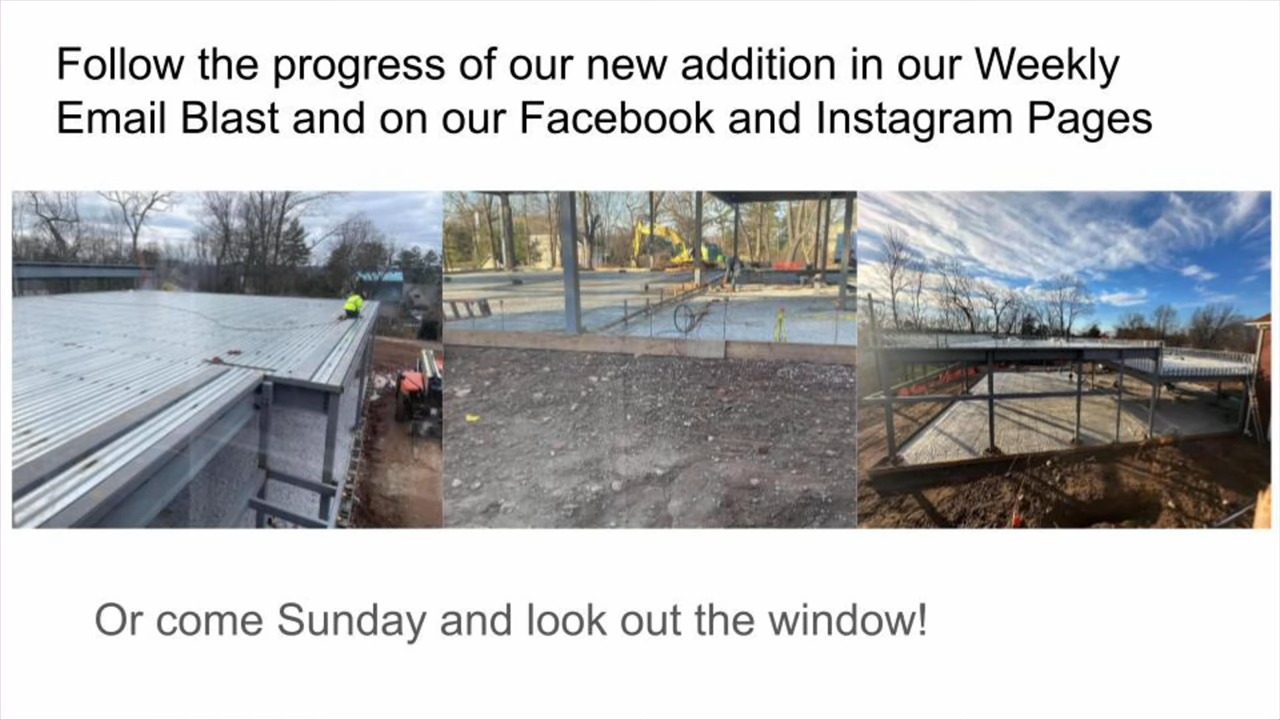 Follow the progress of our new addition in our Weekly
Email Blast and on our Facebook and Instagram Pages
Or come Sunday and look out the window!